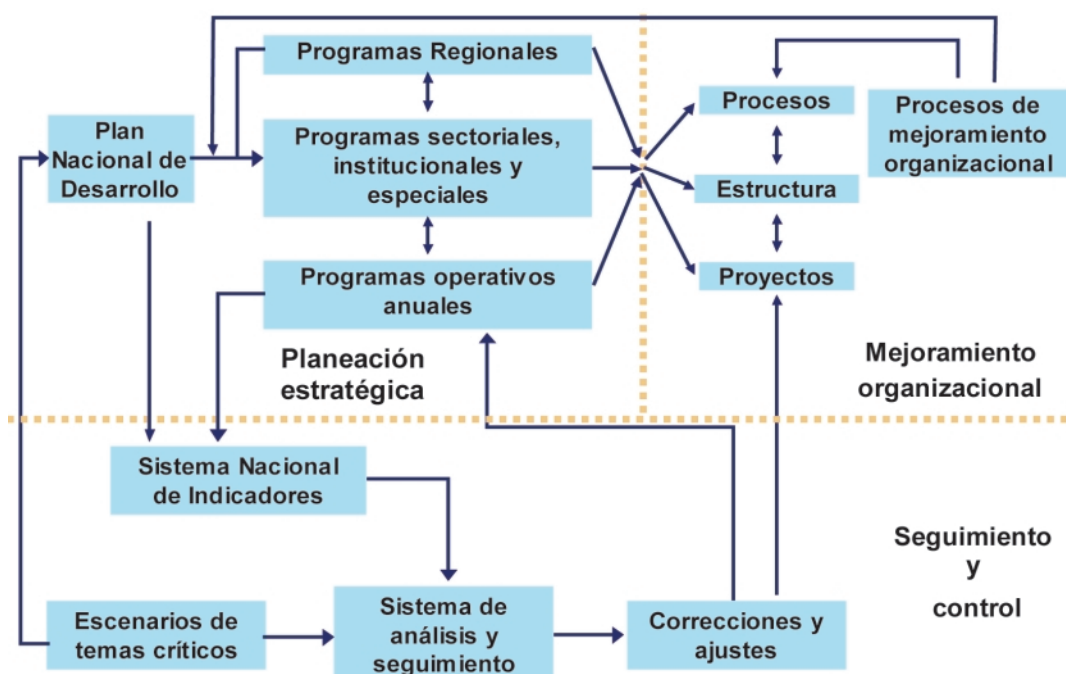 Programas Regionales
Plan
Nacional de
Desarrollo
Programas sectoriales,
institucionales y
especiales
Programas operativos
anuales
Procesos
Estructura
Proyectos
Procesos de
mejoramiento
organizacional
Planeación
estratégica
Mejoramiento
organizacional
Sistema Nacional
de Indicadores
Escenarios de
temas críticos
Sistema de
análisis y
seguimiento
Correcciones y
ajustes
Seguimiento
y
control